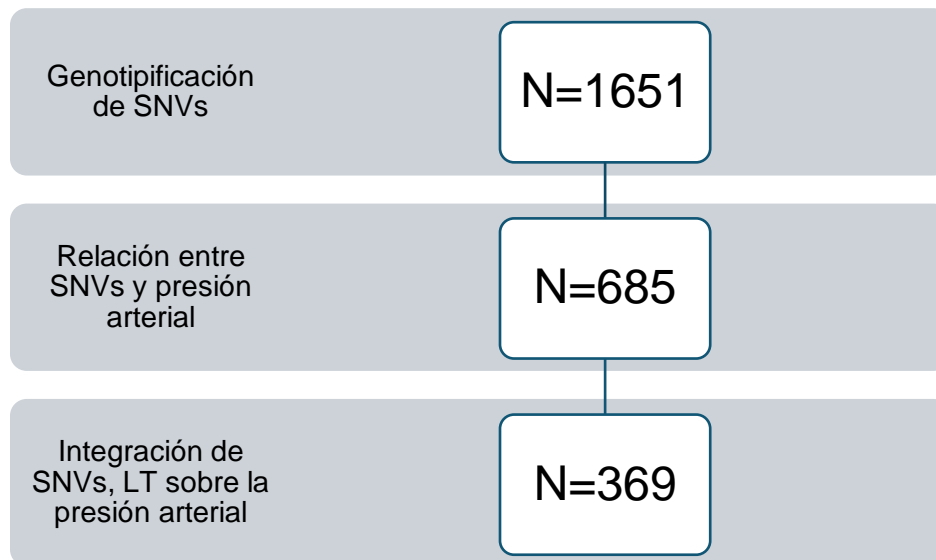 Genotipificación
de SNVs
N=1651
Relación entre
SNVs y presión
arterial
N=685
Integración de
SNVs, LT sobre la
presión arterial
N=369